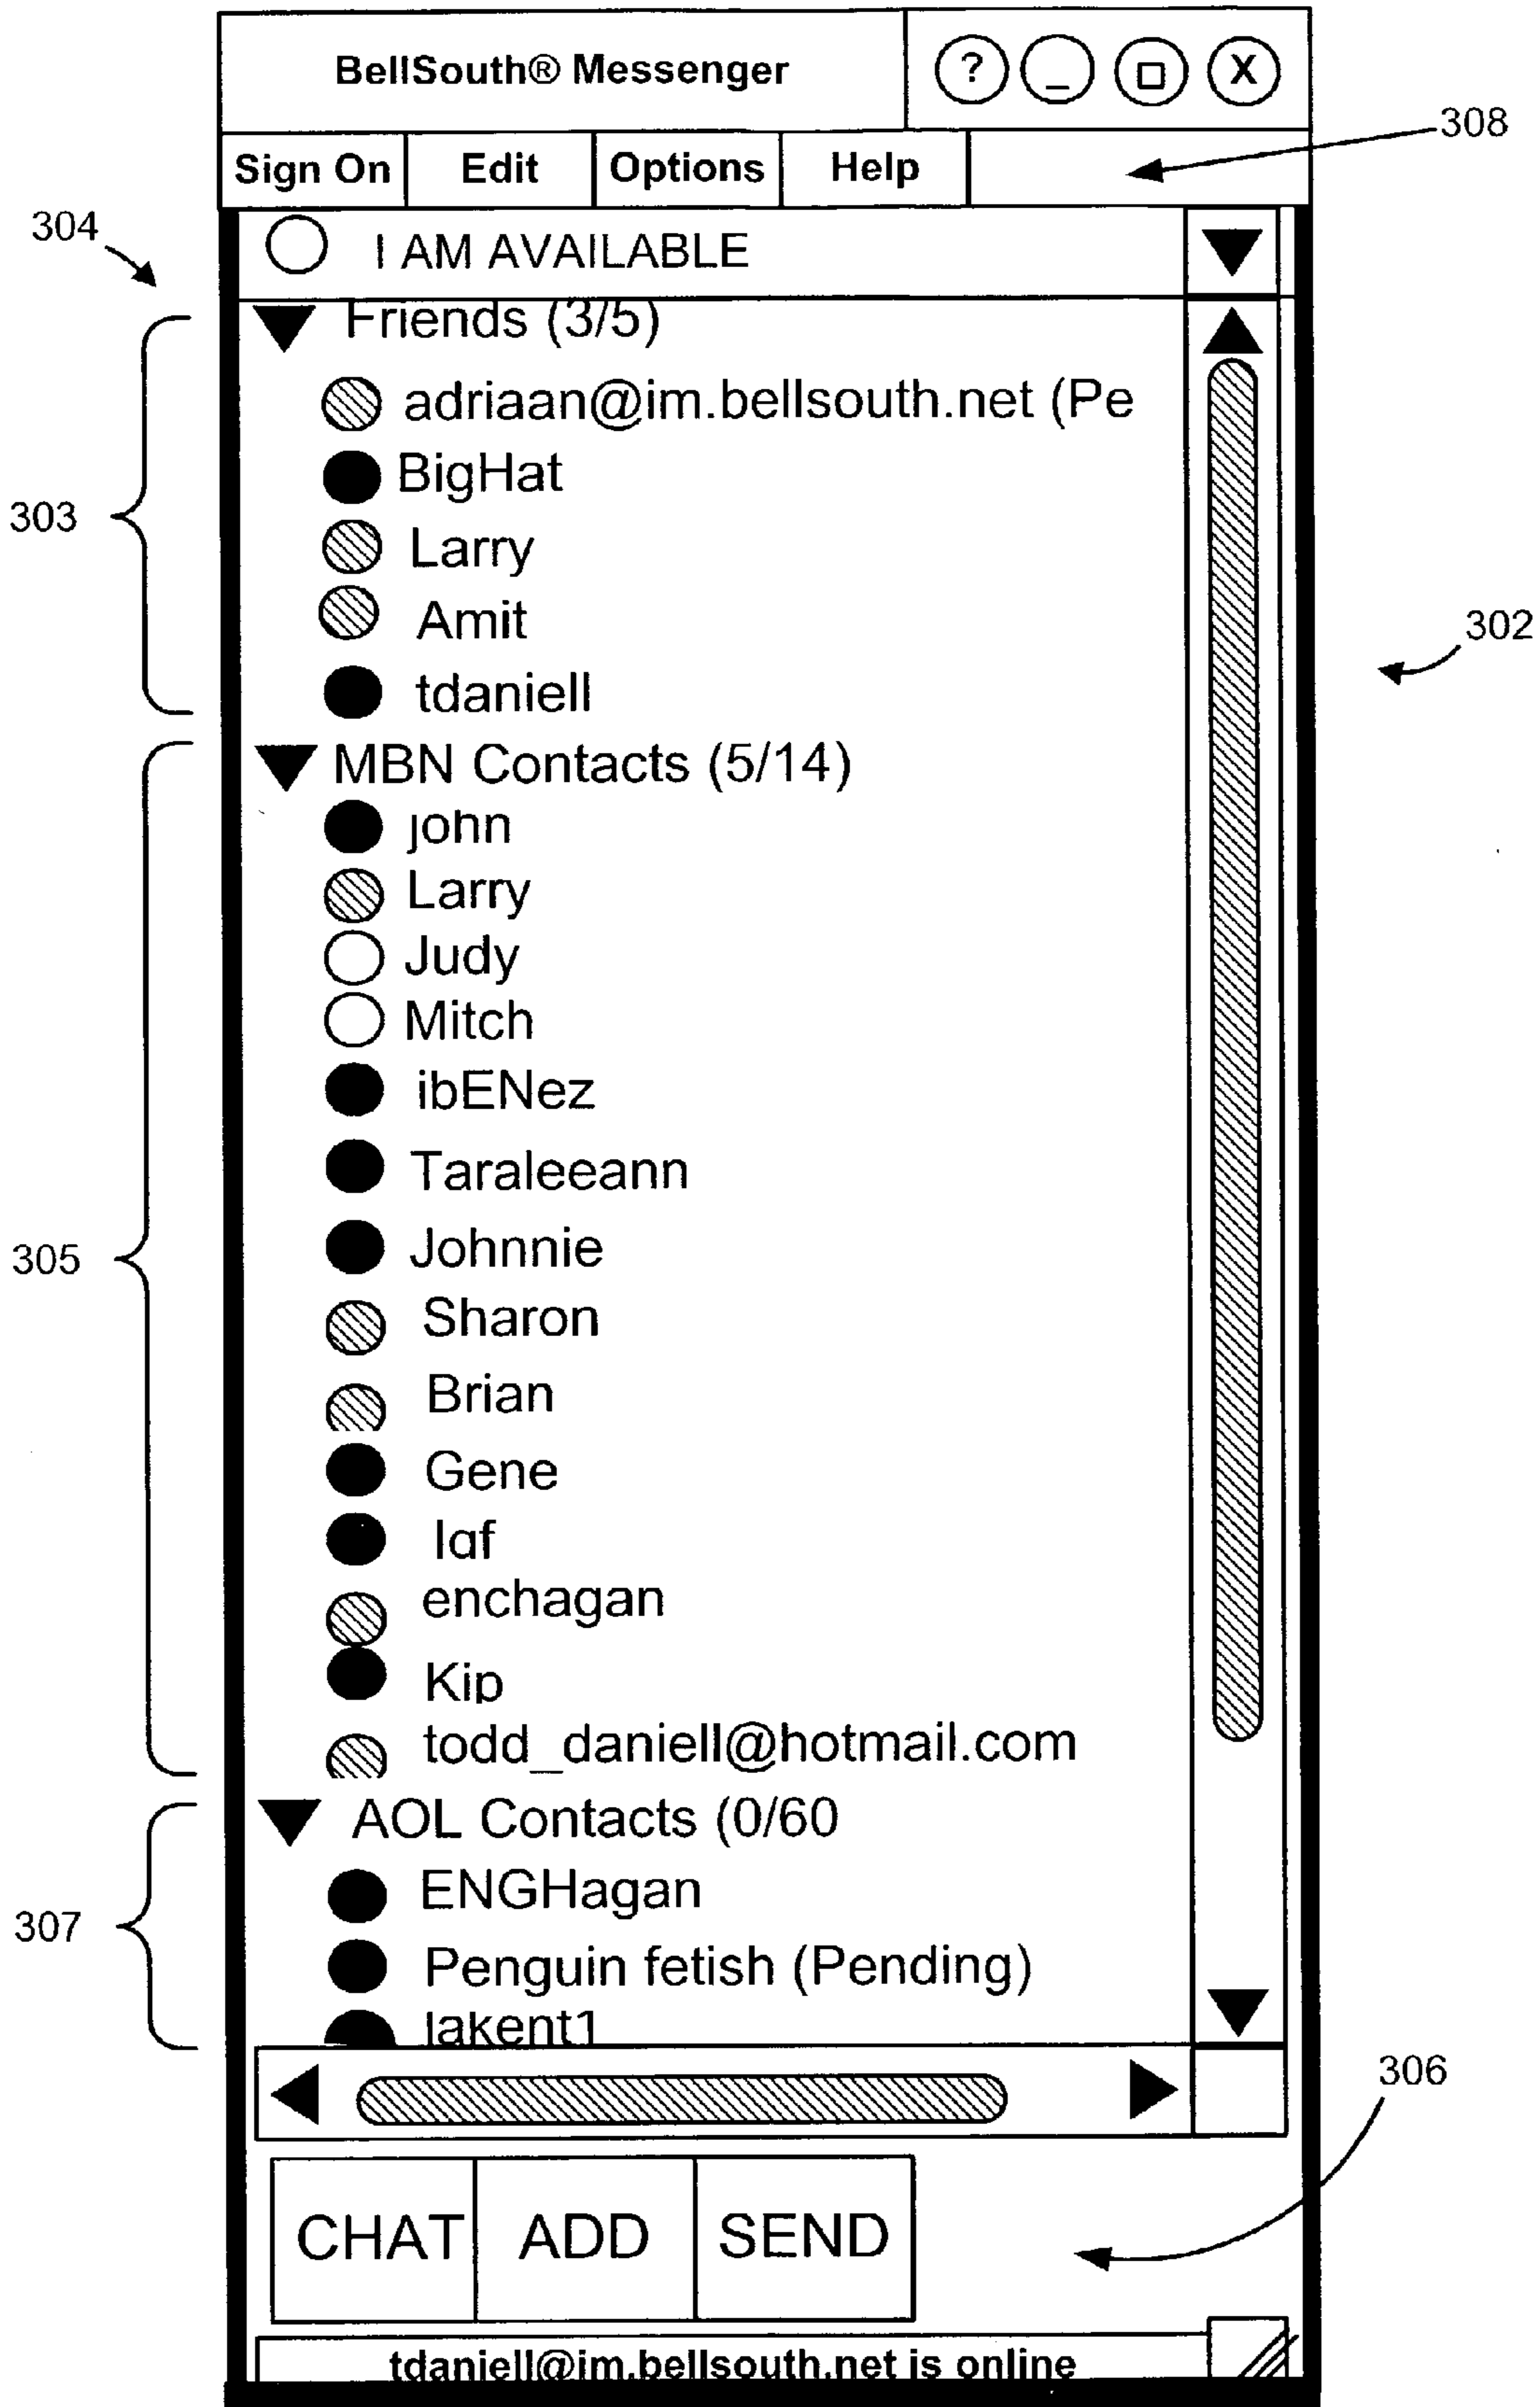 BellSouth® Messenger ? _ X
308
Sign On Edit Options Help
304
I AM AVAILABLE
Friends (3/5)
adriaan@im.bellsouth.net (Pe
BigHat
303
Larry
Amit
302
tdaniell
MBN Contacts (5/14)
john
Larry
Judy
Mitch
ibENez
Taraleeann
305
Johnnie
Sharon
Brian
Gene
enchagan
Kip
todd_daniell@hotmail.com
AOL Contacts (0/60
ENGHagan
307
Penguin fetish (Pending)
lakent1
306
CHAT ADD SEND
tdaniell@im.bellsouth.net is online